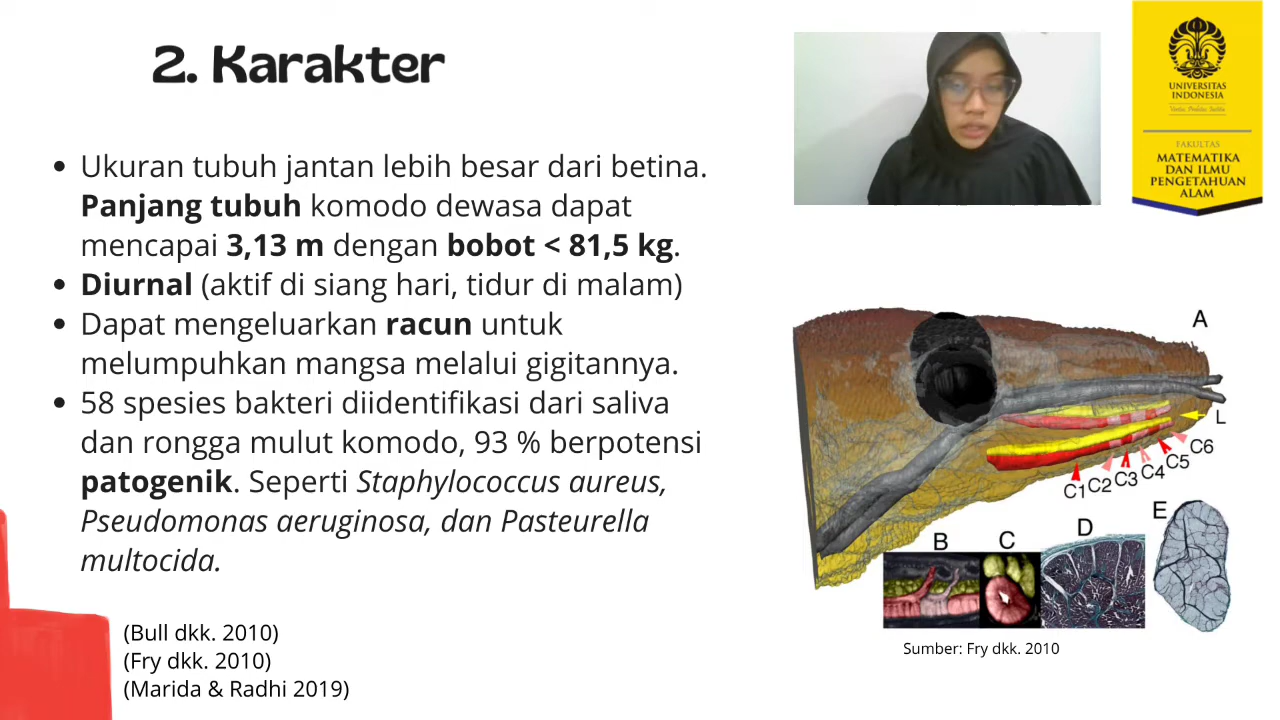 2. Karakter
Ukuran tubuh jantan lebih besar dari betina.
Panjang tubuh komodo dewasa dapat
mencapai 3,13 m dengan bobot < 81,5 kg.
Diurnal (aktif di siang hari, tidur di malam)
Dapat mengeluarkan racun untuk
melumpuhkan mangsa melalui gigitannya.
58 spesies bakteri diidentifikasi dari saliva
dan rongga mulut komodo, 93 % berpotensi
patogenik. Seperti Staphylococcus aureus,
Pseudomonas aeruginosa, dan Pasteurella
multocida.
(Bull dkk. 2010)
(Fry dkk. 2010)
(Marida & Radhi 2019)
UNIVERSITAS
INDONESIA
Veritas, Probitas, Iustitia
FAKULTAS
MATEMATIKA
DAN ILMU
PENGETAHUAN
ALAM
A
L
C1 C2 C3 C4 C5 C6
B C D E
Sumber: Fry dkk. 2010